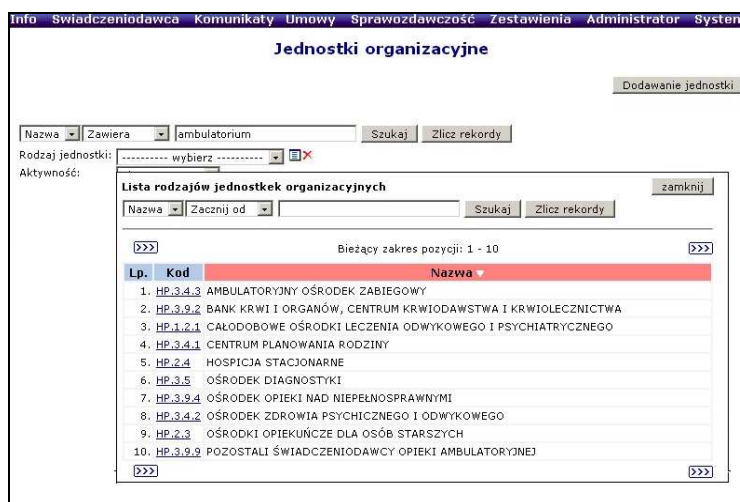 Info Swiadczeniodawca Komunikaty Umowy Sprawozdawczość Zestawienia Administrator System
Jednostki organizacyjne
Dodawanie jednostki
Nazwa Zawiera ambulatorium Szukaj Zlicz rekordy
Rodzaj jednostki: ---------- wybierz ----------
Aktywność:
Lista rodzajów jednostkek organizacyjnych zamknij
Nazwa Zacznij od Szukaj Zlicz rekordy
>>> Bieżący zakres pozycji: 1 - 10 >>>
Lp. Kod Nazwa
1. HP.3.4.3 AMBULATORYJNY OŚRODEK ZABIEGOWY
2. HP.3.9.2 BANK KRWI I ORGANÓW, CENTRUM KRWIODAWSTWA I KRWIOLECZNICTWA
3. HP.1.2.1 CAŁODOBOWE OŚRODKI LECZENIA ODWYKOWEGO I PSYCHIATRYCZNEGO
4. HP.3.4.1 CENTRUM PLANOWANIA RODZINY
5. HP.2.4 HOSPICJA STACJONARNE
6. HP.3.5 OŚRODEK DIAGNOSTYKI
7. HP.3.9.4 OŚRODEK OPIEKI NAD NIEPEŁNOSPRAWNYMI
8. HP.3.4.2 OŚRODEK ZDROWIA PSYCHICZNEGO I ODWYKOWEGO
9. HP.2.3 OŚRODKI OPIEKUŃCZE DLA OSÓB STARSZYCH
10. HP.3.9.9 POZOSTALI ŚWIADCZENIODAWCY OPIEKI AMBULATORYJNEJ
>>> >>>